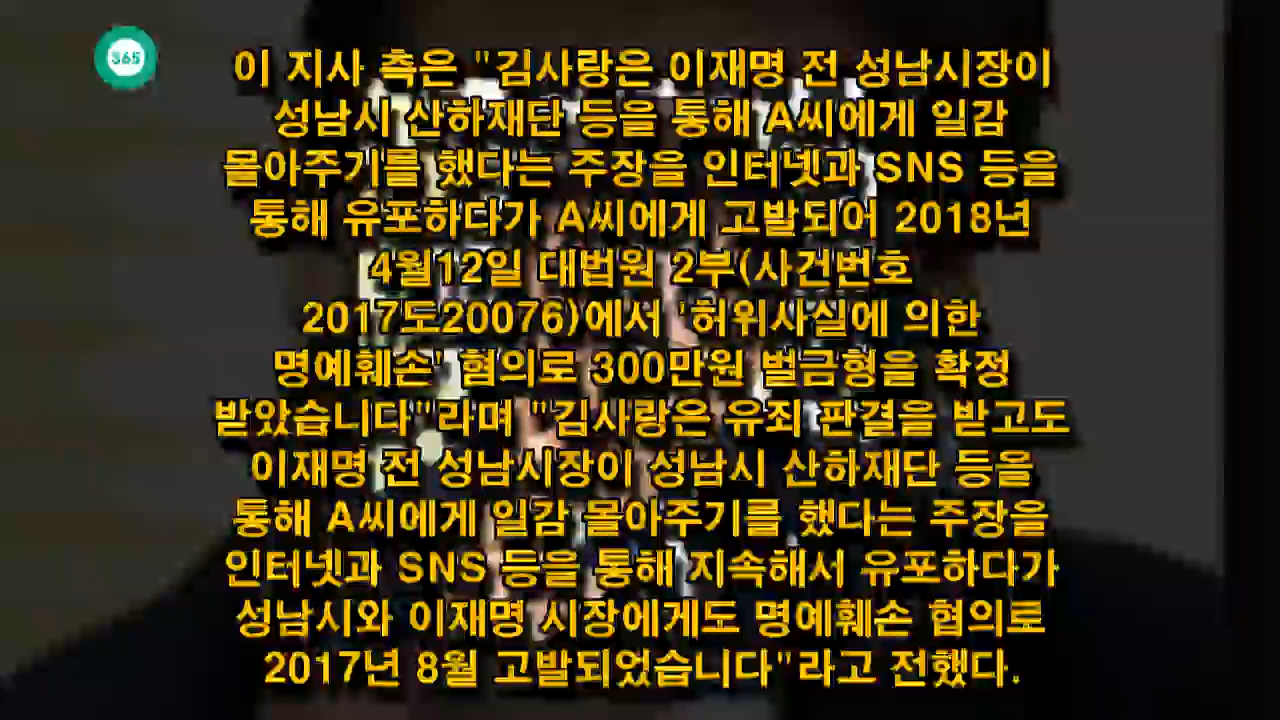 365
이 지사 측은 "김사랑은 이재명 전 성남시장이
성남시 산하재단 등을 통해 A씨에게 일감
몰아주기를 했다는 주장을 인터넷과 SNS 등을
통해 유포하다가 A씨에게 고발되어 2018년
4월12일 대법원 2부(사건번호
2017도20076)에서 '허위사실에 의한
명예훼손' 혐의로 300만원 벌금형을 확정
받았습니다"라며 "김사랑은 유죄 판결을 받고도
이재명 전 성남시장이 성남시 산하재단 등을
통해 A씨에게 일감 몰아주기를 했다는 주장을
인터넷과 SNS 등을 통해 지속해서 유포하다가
성남시와 이재명 시장에게도 명예훼손 혐의로
2017년 8월 고발되었습니다"라고 전했다.